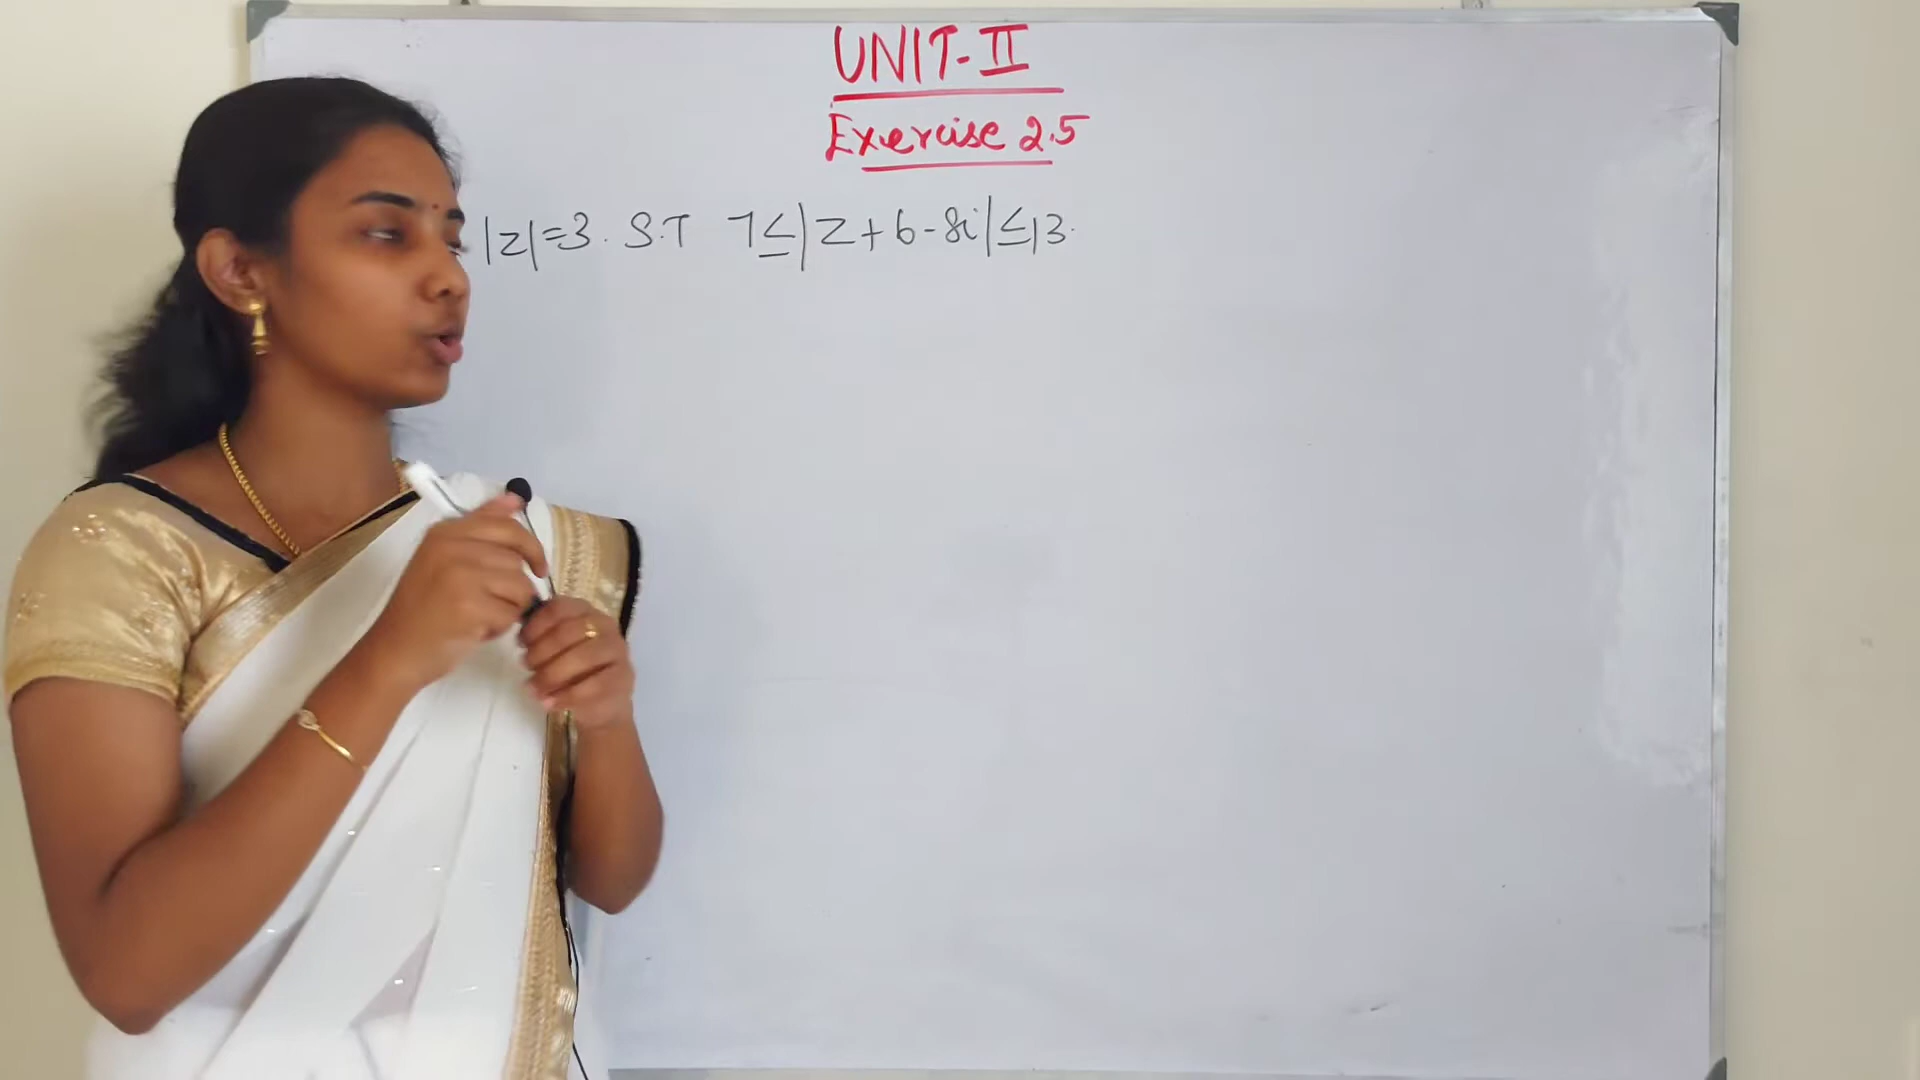 UNIT-II
Exercise 2.5
|z|=3. S.T 7≤|z+6-8i|≤13.